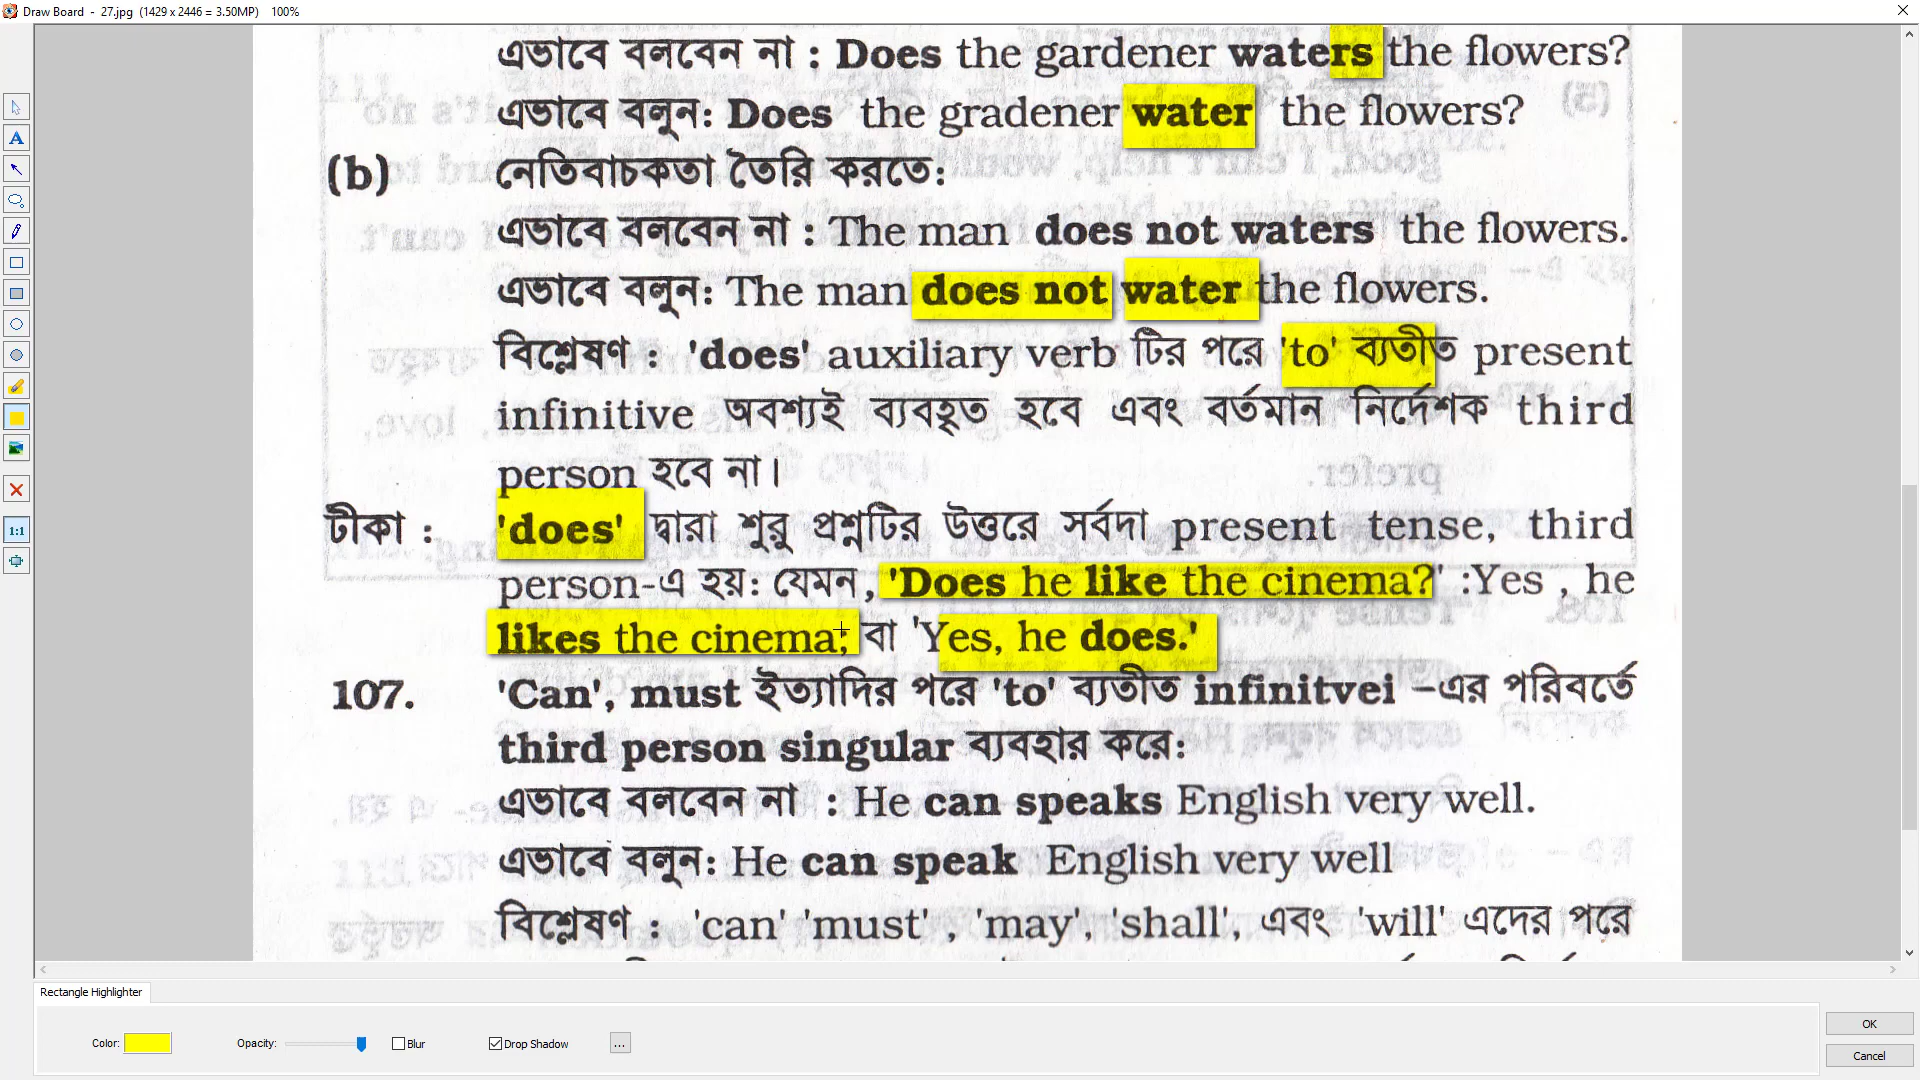 Draw Board - 27.jpg (1429 x 2446 = 3.50MP) 100%
এভাবে বলবেন না : Does the gardener waters the flowers?
এভাবে বলুন: Does the gradener water the flowers?
(b) নেতিবাচকতা তৈরি করতে:
এভাবে বলবেন না : The man does not waters the flowers.
এভাবে বলুন: The man does not water the flowers.
বিশ্লেষণ : 'does' auxiliary verb টির পরে 'to' ব্যতীত present
infinitive অবশ্যই ব্যবহৃত হবে এবং বর্তমান নির্দেশক third
person হবে না।
টীকা : 'does' দ্বারা শুরু প্রশ্নটির উত্তরে সর্বদা present tense, third
person-এ হয়: যেমন, 'Does he like the cinema?' :Yes , he
likes the cinema; বা 'Yes, he does.'
107. 'Can', must ইত্যাদির পরে 'to' ব্যতীত infinitvei –এর পরিবর্তে
third person singular ব্যবহার করে:
এভাবে বলবেন না : He can speaks English very well.
এভাবে বলুন: He can speak English very well
বিশ্লেষণ : 'can' 'must' , 'may', 'shall', এবং 'will' এদের পরে
Rectangle Highlighter
Color: Opacity: Blur Drop Shadow ...
OK
Cancel